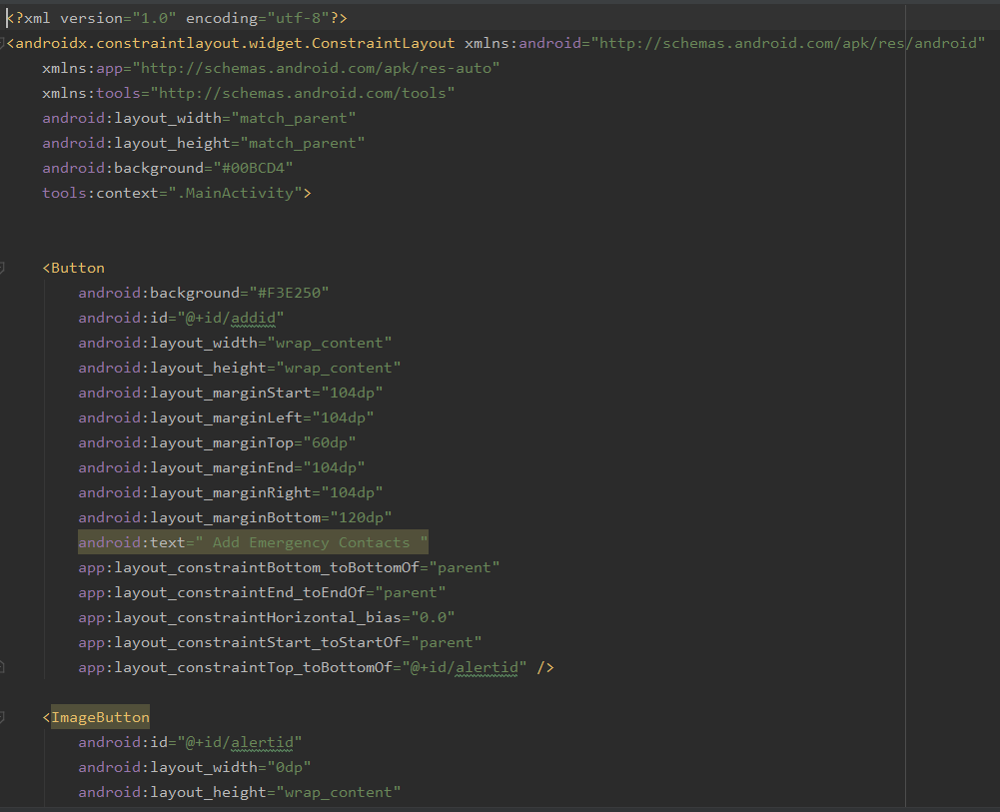 <?xml version="1.0" encoding="utf-8"?>
<androidx.constraintlayout.widget.ConstraintLayout xmlns:android="http://schemas.android.com/apk/res/android"
    xmlns:app="http://schemas.android.com/apk/res-auto"
    xmlns:tools="http://schemas.android.com/tools"
    android:layout_width="match_parent"
    android:layout_height="match_parent"
    android:background="#00BCD4"
    tools:context=".MainActivity">
    <Button
        android:background="#F3E250"
        android:id="@+id/addid"
        android:layout_width="wrap_content"
        android:layout_height="wrap_content"
        android:layout_marginStart="104dp"
        android:layout_marginLeft="104dp"
        android:layout_marginTop="60dp"
        android:layout_marginEnd="104dp"
        android:layout_marginRight="104dp"
        android:layout_marginBottom="120dp"
        android:text=" Add Emergency Contacts "
        app:layout_constraintBottom_toBottomOf="parent"
        app:layout_constraintEnd_toEndOf="parent"
        app:layout_constraintHorizontal_bias="0.0"
        app:layout_constraintStart_toStartOf="parent"
        app:layout_constraintTop_toBottomOf="@+id/alertid" />
    <ImageButton
        android:id="@+id/alertid"
        android:layout_width="0dp"
        android:layout_height="wrap_content"